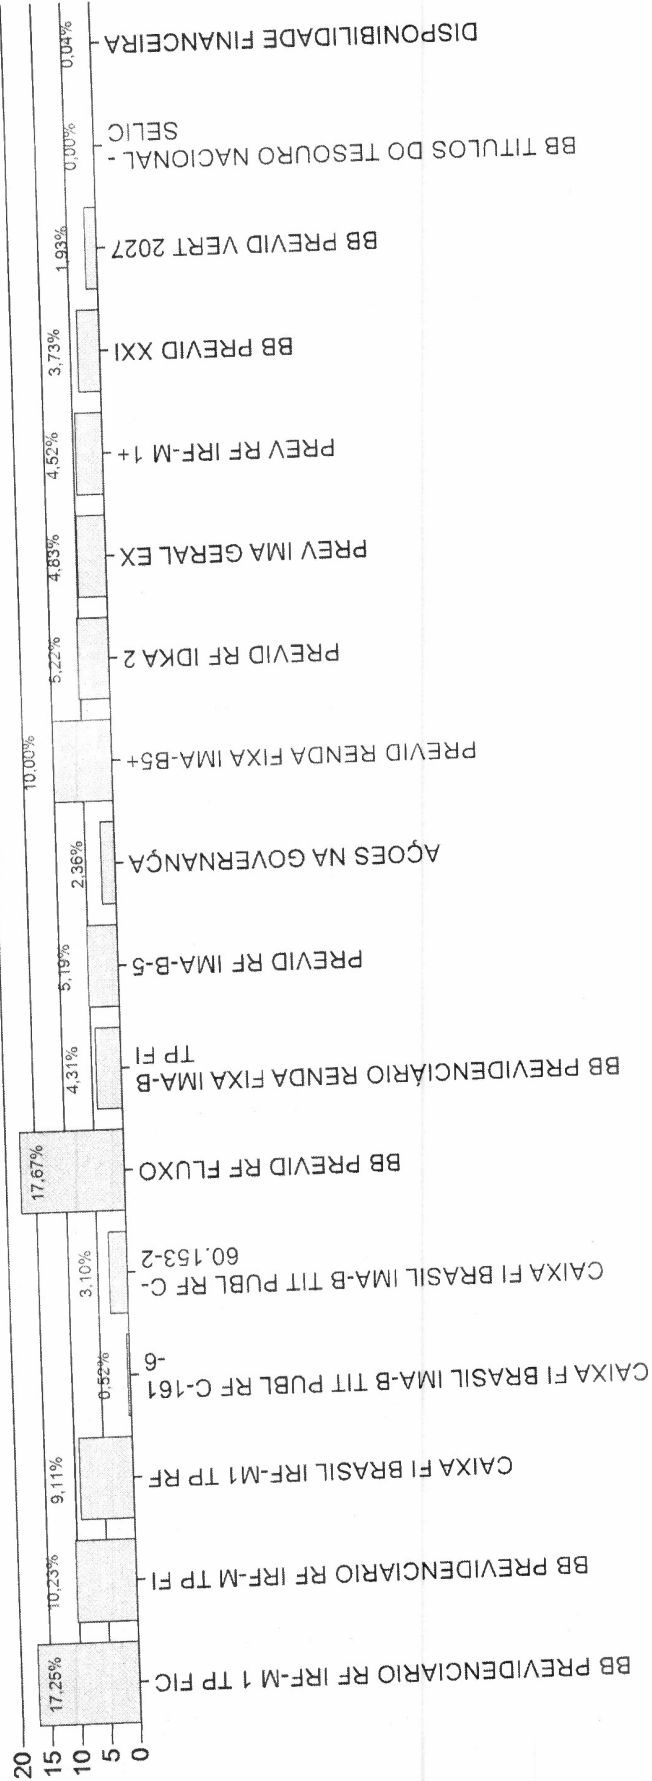 20
15
10
5
0
17,25%
10,23%
9,11%
0,52%
3,10%
17,67%
4,31%
5,19%
2,36%
10,00%
5,22%
4,83%
4,52%
3,73%
1,93%
0,00%
0,04%
BB PREVIDENCIARIO RF IRF-M 1 TP FIC
BB PREVIDENCIARIO RF IRF-M TP FI
CAIXA FI BRASIL IRF-M1 TP RF
CAIXA FI BRASIL IMA-B TIT PUBL RF C-161
-6
CAIXA FI BRASIL IMA-B TIT PUBL RF C-
60.153-2
BB PREVID RF FLUXO
BB PREVIDENCIÁRIO RENDA FIXA IMA-B
TP FI
PREVID RF IMA-B-5
AÇOES NA GOVERNANÇA
PREVID RENDA FIXA IMA-B5+
PREVID RF IDKA 2
PREV IMA GERAL EX
PREV RF IRF-M 1+
BB PREVID XXI
BB PREVID VERT 2027
BB TITULOS DO TESOURO NACIONAL -
SELIC
DISPONIBILIDADE FINANCEIRA